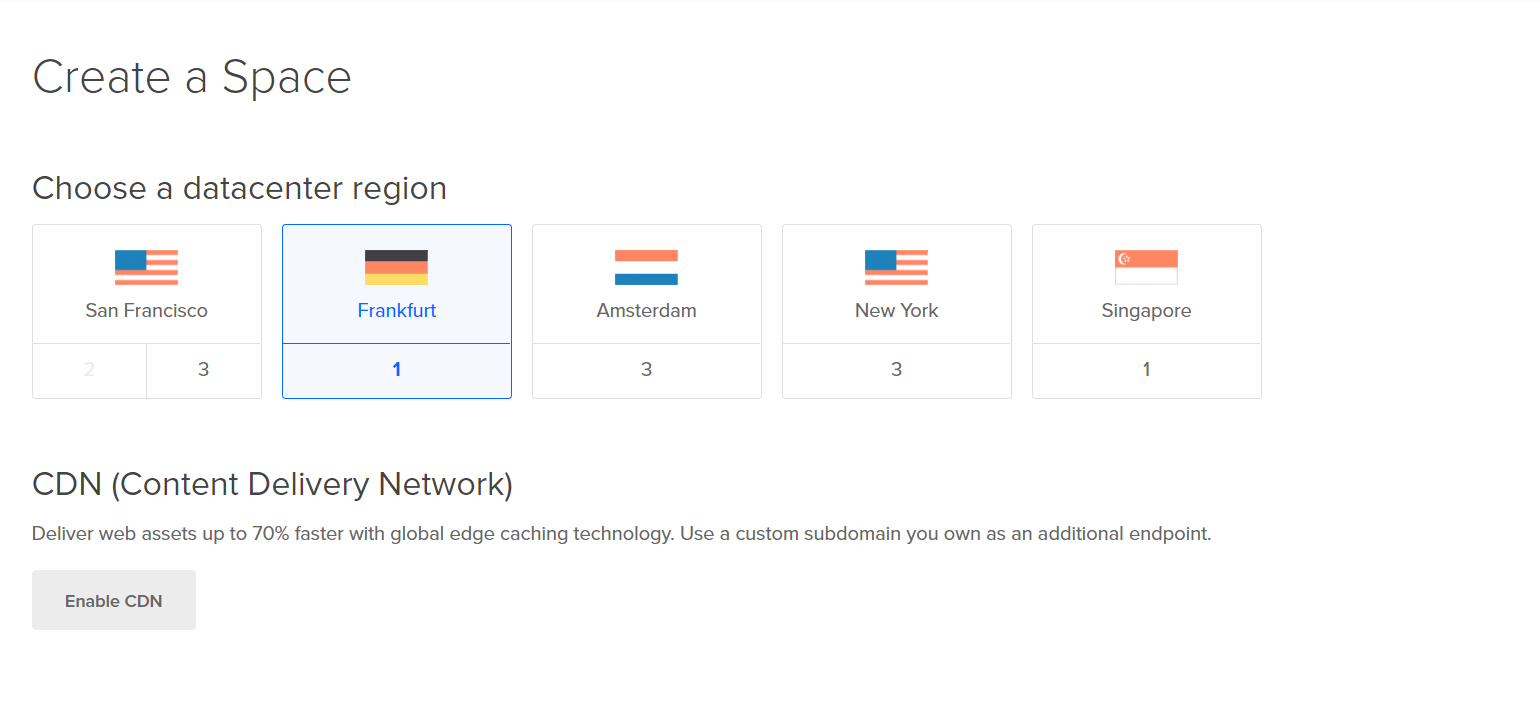 Create a Space
Choose a datacenter region
San Francisco
2 3
Frankfurt
1
Amsterdam
3
New York
3
Singapore
1
CDN (Content Delivery Network)
Deliver web assets up to 70% faster with global edge caching technology. Use a custom subdomain you own as an additional endpoint.
Enable CDN